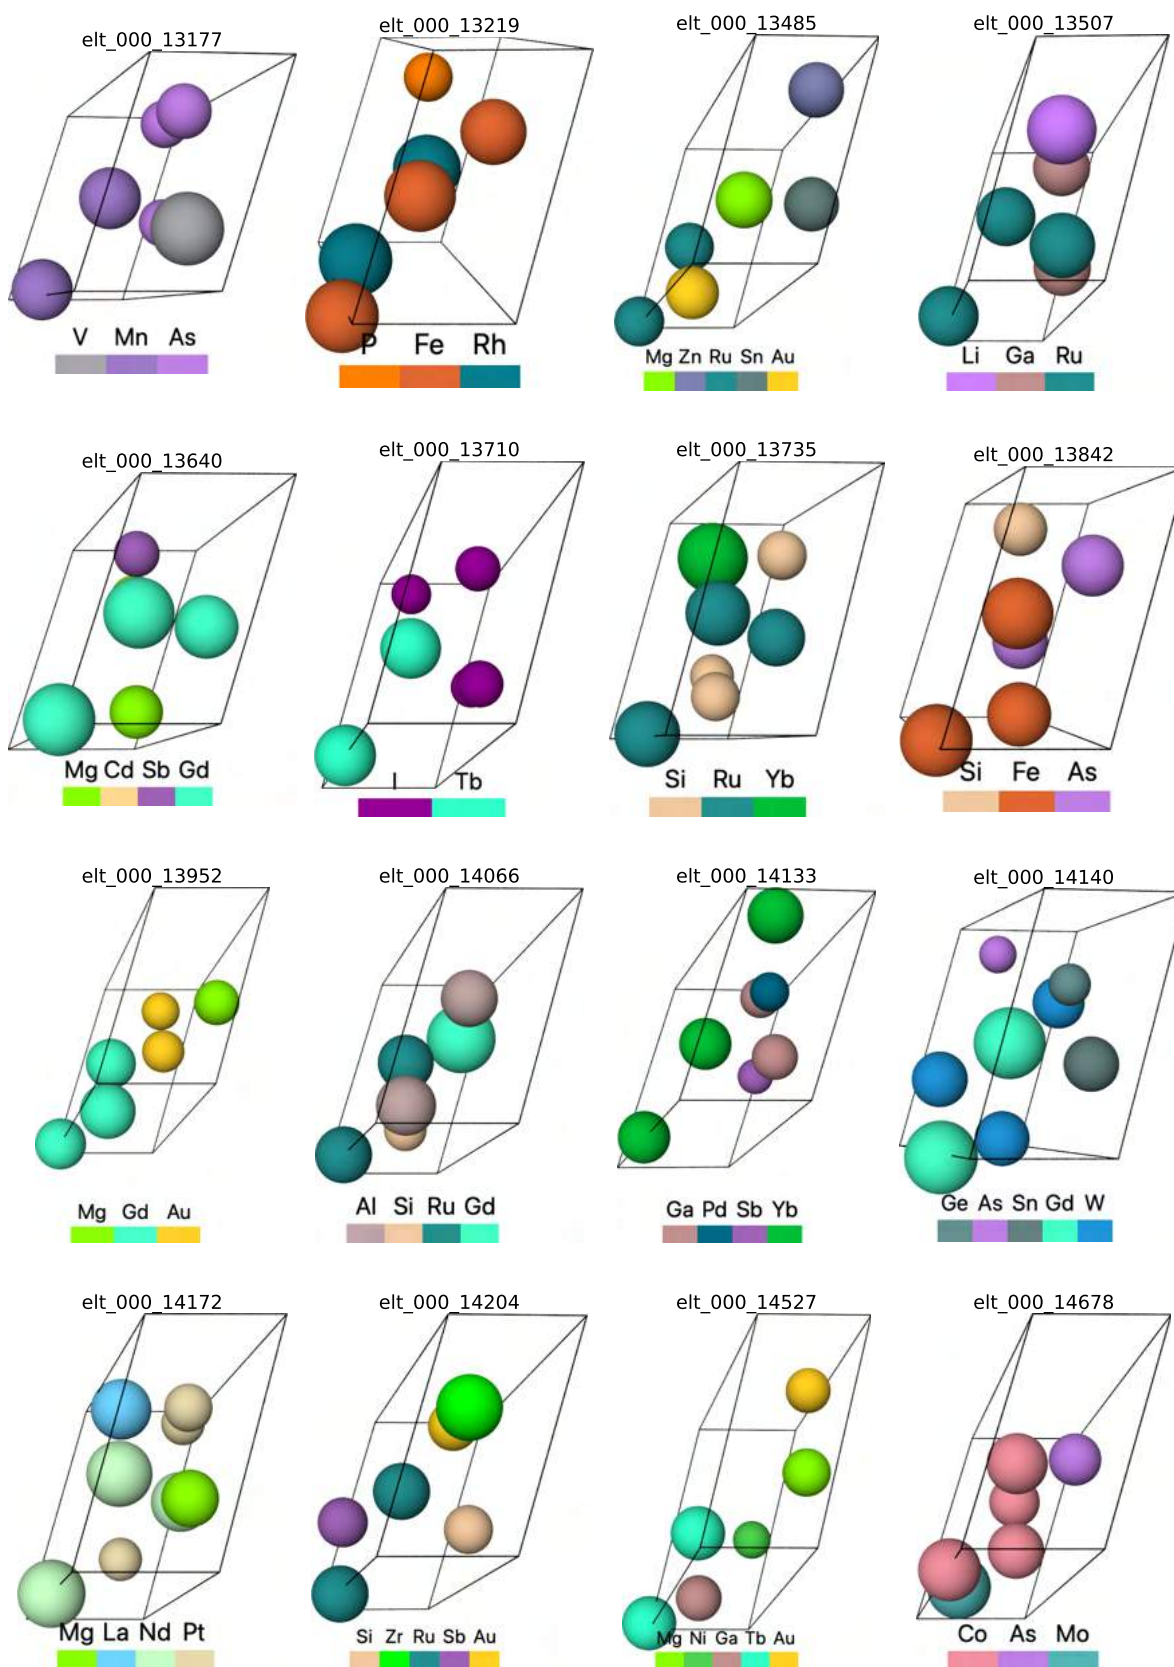 elt_000_13177 elt_000_13219 elt_000_13485 elt_000_13507
V Mn As
P Fe Rh
Mg Zn Ru Sn Au
Li Ga Ru
elt_000_13640 elt_000_13710 elt_000_13735 elt_000_13842
Mg Cd Sb Gd
I Tb
Si Ru Yb
Si Fe As
elt_000_13952 elt_000_14066 elt_000_14133 elt_000_14140
Mg Gd Au
Al Si Ru Gd
Ga Pd Sb Yb
Ge As Sn Gd W
elt_000_14172 elt_000_14204 elt_000_14527 elt_000_14678
Mg La Nd Pt
Si Zr Ru Sb Au
Mg Ni Ga Tb Au
Co As Mo